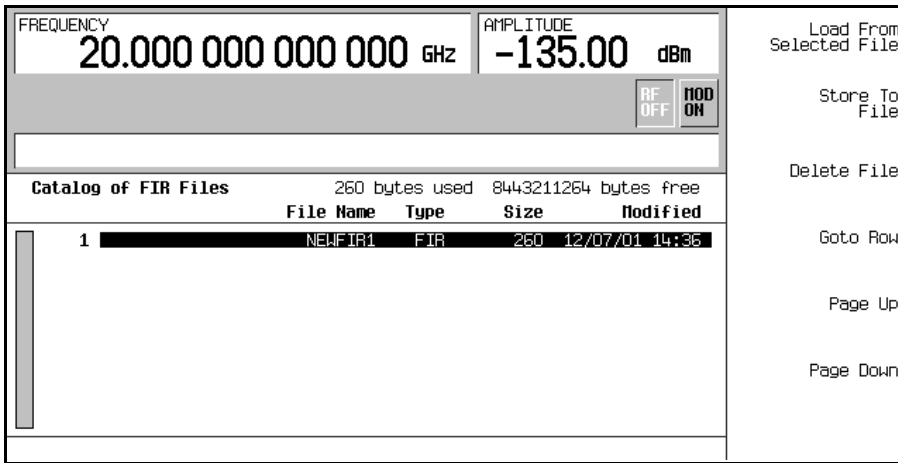 FREQUENCY
20.000 000 000 000 GHz
AMPLITUDE
-135.00 dBm
RF OFF
MOD ON
Catalog of FIR Files 260 bytes used 8443211264 bytes free
File Name Type Size Modified
1 NEWFIR1 FIR 260 12/07/01 14:36
Load From
Selected File
Store To
File
Delete File
Goto Row
Page Up
Page Down